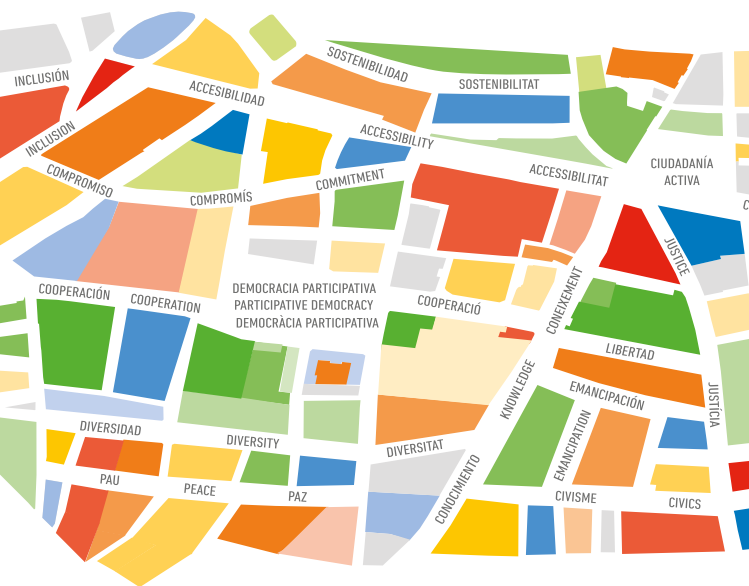 SOSTENIBILIDAD
INCLUSIÓN
SOSTENIBILITAT
ACCESIBILIDAD
INCLUSION
ACCESSIBILITY
CIUDADANÍA
ACTIVA
ACCESSIBILITAT
COMPROMISO
COMMITMENT
COMPROMÍS
JUSTICE
DEMOCRACIA PARTICIPATIVA
PARTICIPATIVE DEMOCRACY
DEMOCRÀCIA PARTICIPATIVA
COOPERACIÓN
COOPERATION
COOPERACIÓ
CONEIXEMENT
LIBERTAD
KNOWLEDGE
EMANCIPACIÓN
JUSTÍCIA
DIVERSIDAD
DIVERSITY
DIVERSITAT
EMANCIPATION
CONOCIMIENTO
PAU
PEACE
PAZ
CIVISME
CIVICS